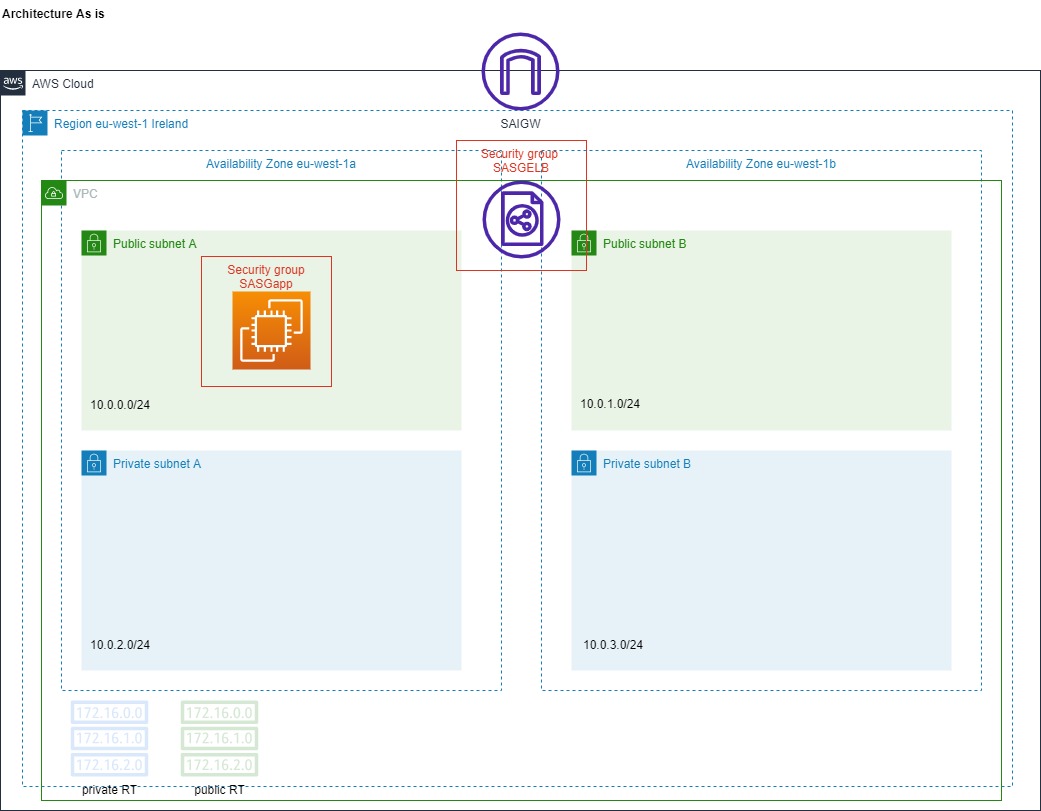 Architecture As is
aws
AWS Cloud
SAIGW
Region eu-west-1 Ireland
Security group
SASGELB
Availability Zone eu-west-1a
Availability Zone eu-west-1b
VPC
Public subnet A
Public subnet B
Security group
SASGapp
10.0.0.0/24
10.0.1.0/24
Private subnet A
Private subnet B
10.0.2.0/24
10.0.3.0/24
172.16.0.0
172.16.1.0
172.16.2.0
private RT
172.16.0.0
172.16.1.0
172.16.2.0
public RT